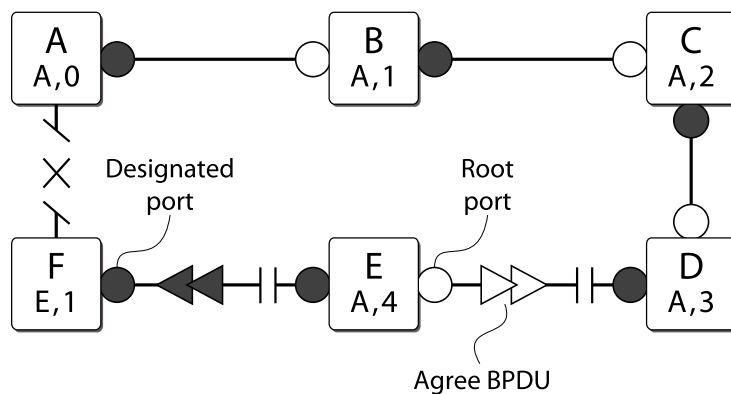 A
A,0
B
A,1
C
A,2
Designated
port
Root
port
F
E,1
E
A,4
D
A,3
Agree BPDU